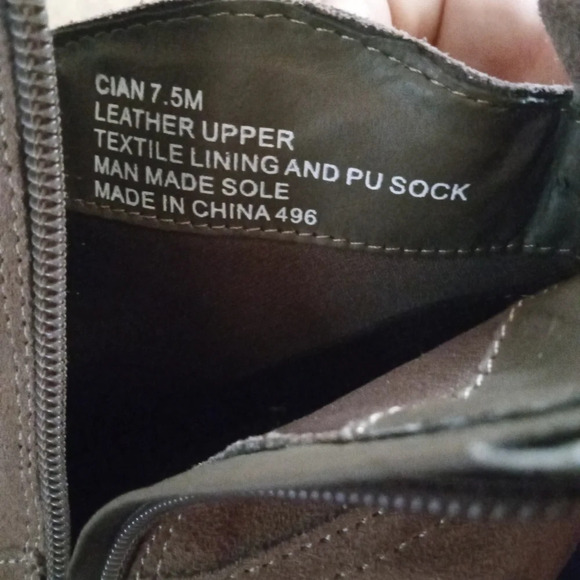 CIAN 7.5M
LEATHER UPPER
TEXTILE LINING AND PU SOCK
MAN MADE SOLE
MADE IN CHINA 496